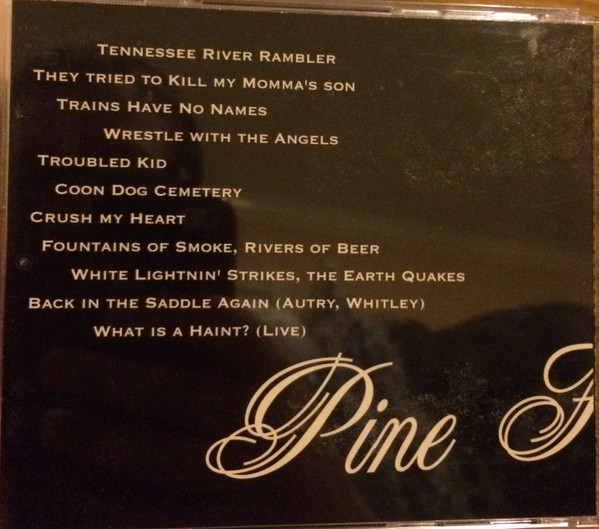 Tennessee River Rambler
They tried to Kill my Momma's son
Trains Have No Names
Wrestle with the Angels
Troubled Kid
Coon Dog Cemetery
Crush my Heart
Fountains of Smoke, Rivers of Beer
White Lightnin' Strikes, the Earth Quakes
Back in the Saddle Again (Autry, Whitley)
What is a Haint? (Live)
Pine F